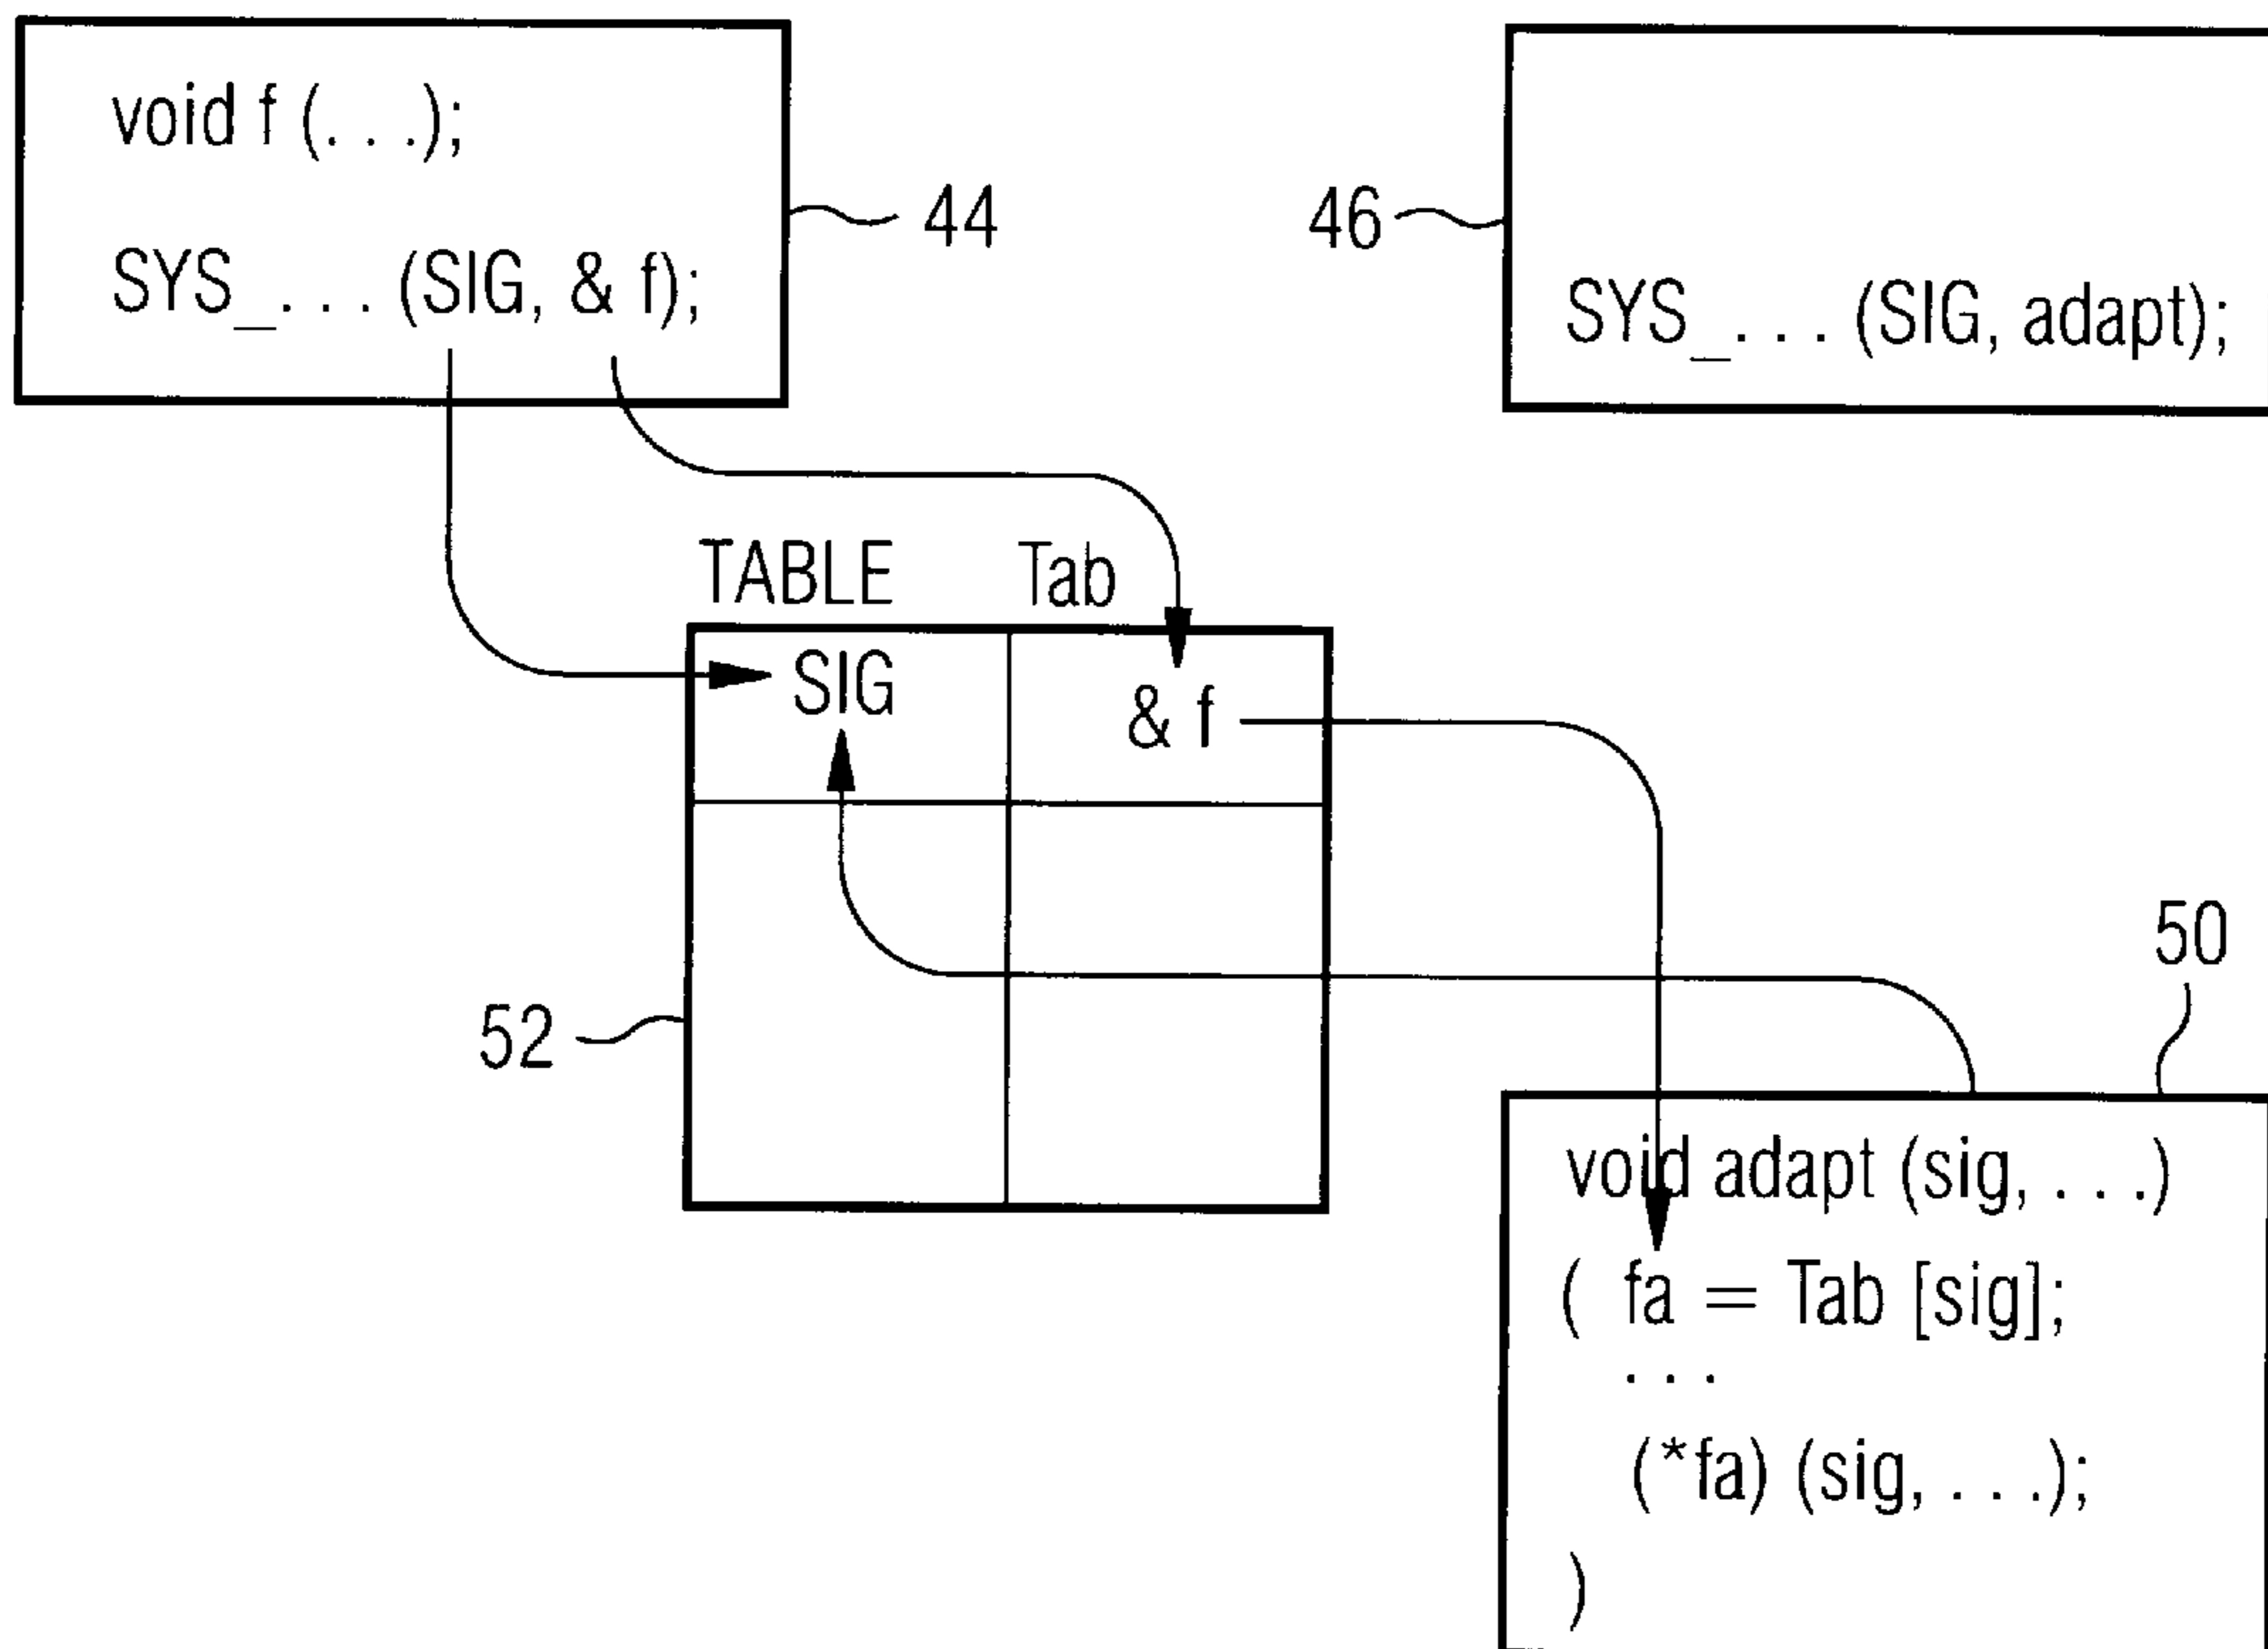 void f (. . .);
SYS_. . . (SIG, & f);
44
46
SYS_. . . (SIG, adapt);
TABLE Tab
SIG
& f
52
50
void adapt (sig, . . .)
( fa = Tab [sig];
. . .
(*fa) (sig, . . .);
)